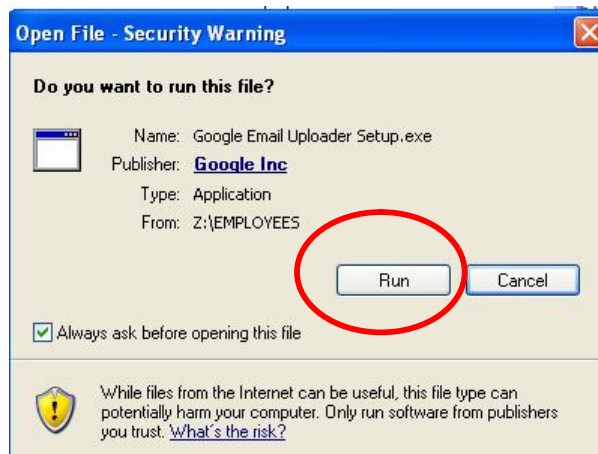 Open File - Security Warning
Do you want to run this file?
Name: Google Email Uploader Setup.exe
Publisher: Google Inc
Type: Application
From: Z:\EMPLOYEES
Run Cancel
Always ask before opening this file
While files from the Internet can be useful, this file type can
potentially harm your computer. Only run software from publishers
you trust. What's the risk?